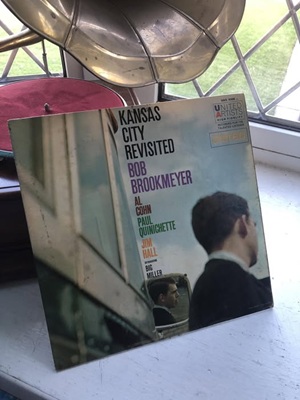 KANSAS
CITY
REVISITED
BOB
BROOKMEYER
AL
COHN
PAUL
QUINICHETTE
JIM
HALL
BIG
MILLER
UNITED
ARTISTS